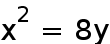 x² = 8y